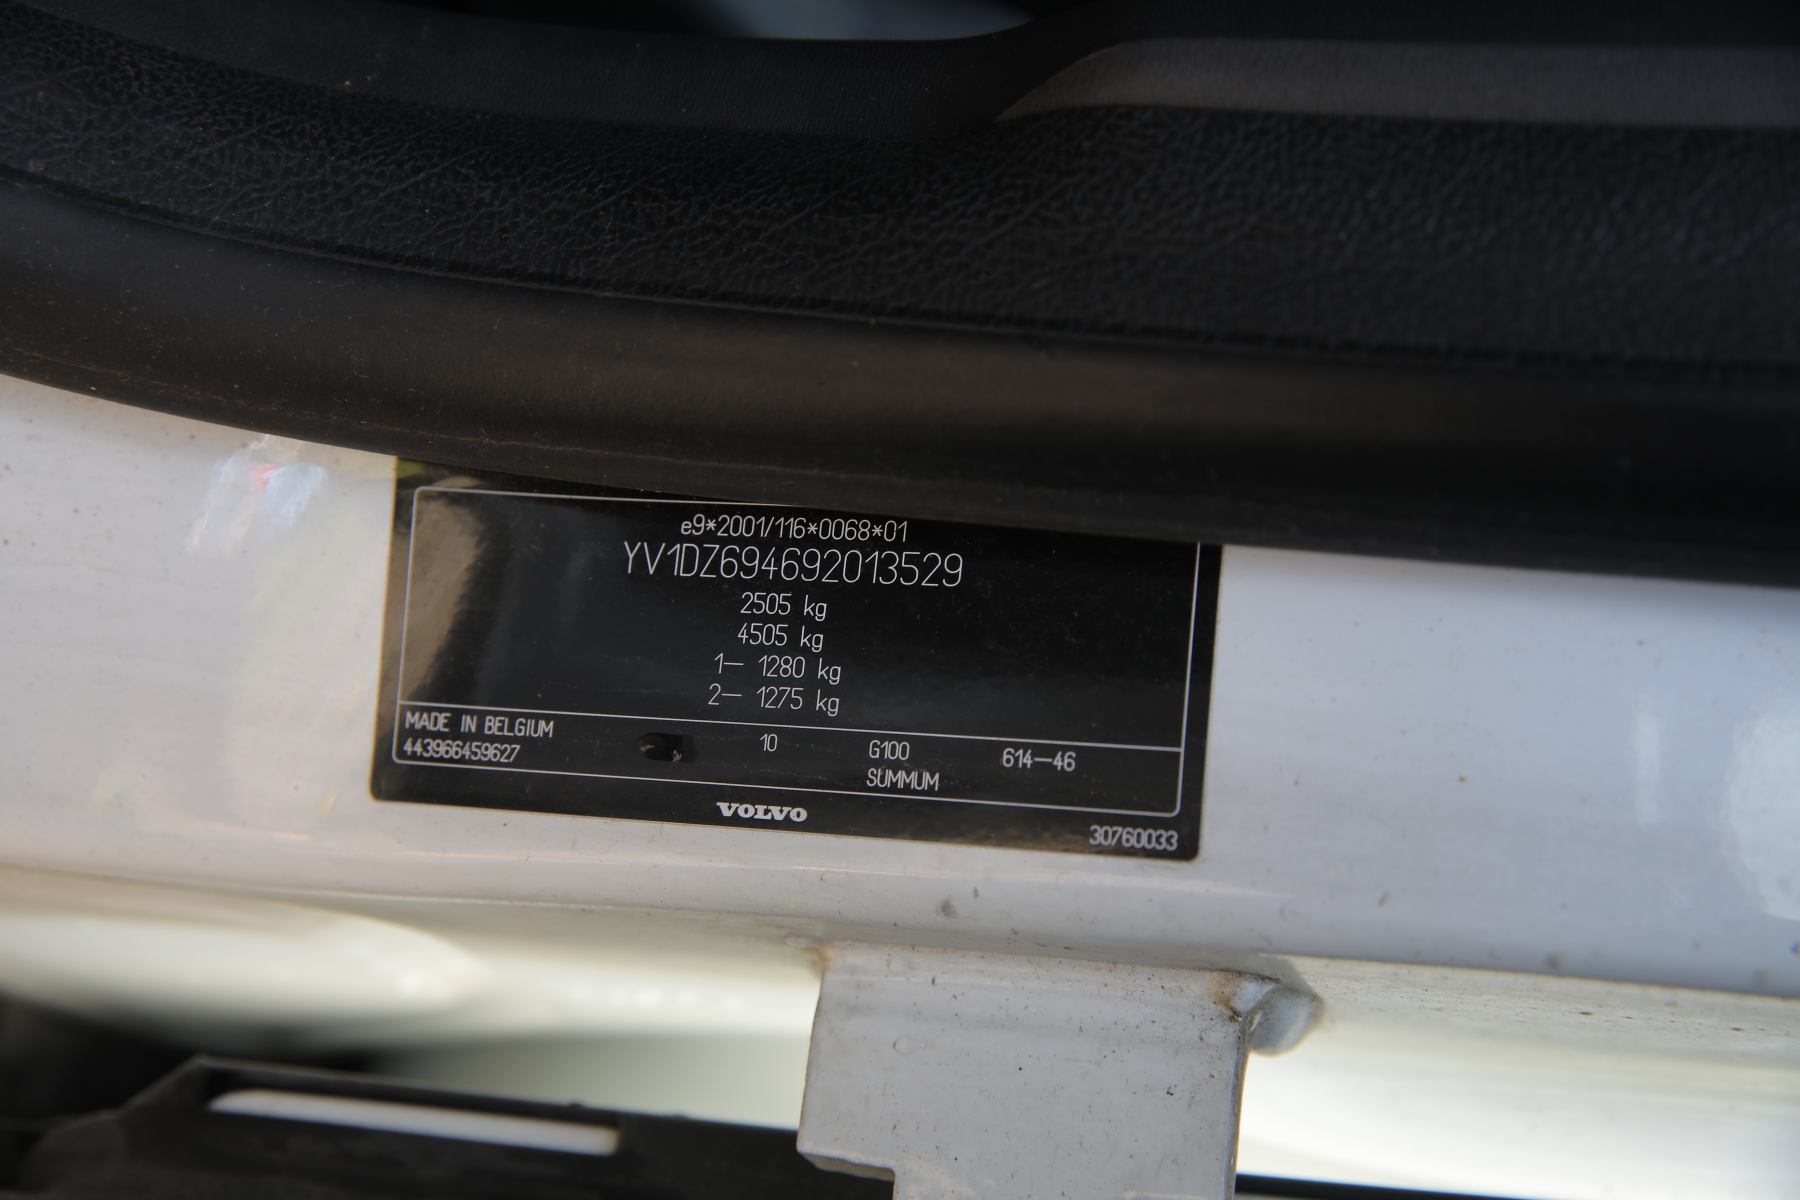 e9*2001/116*0068*01
YV1DZ694692013529
2505 kg
4505 kg
1— 1280 kg
2— 1275 kg
MADE IN BELGIUM
443966459627
10
G100
SUMMUM
614—46
VOLVO
30760033